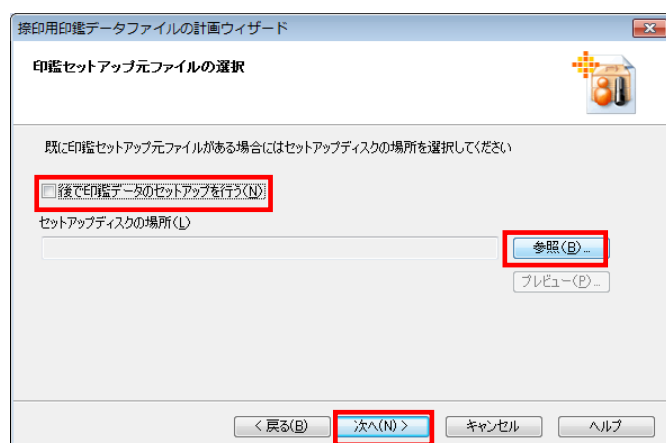 捺印用印鑑データファイルの計画ウィザード
印鑑セットアップ元ファイルの選択
既に印鑑セットアップ元ファイルがある場合にはセットアップディスクの場所を選択してください
後で印鑑データのセットアップを行う(N)
セットアップディスクの場所(L)
参照(B)...
プレビュー(P)...
< 戻る(B) 次へ(N) > キャンセル ヘルプ